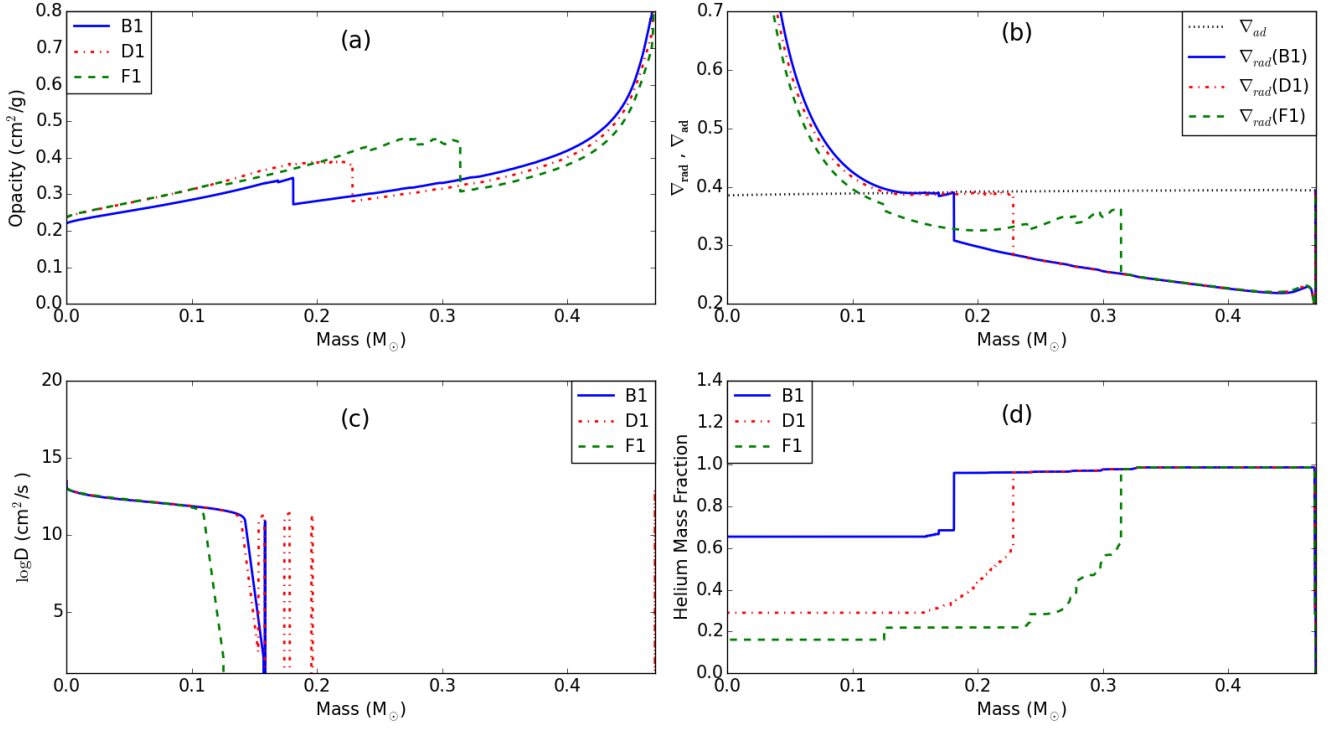 (a)
B1
D1
F1
Opacity (cm²/g)
0.8
0.7
0.6
0.5
0.4
0.3
0.2
0.1
0.0
0.0 0.1 0.2 0.3 0.4
Mass (M☉)
(b)
∇ad
∇rad(B1)
∇rad(D1)
∇rad(F1)
∇rad , ∇ad
0.7
0.6
0.5
0.4
0.3
0.2
0.0 0.1 0.2 0.3 0.4
Mass (M☉)
(c)
B1
D1
F1
logD (cm²/s )
20
15
10
5
0.0 0.1 0.2 0.3 0.4
Mass (M☉)
(d)
B1
D1
F1
Helium Mass Fraction
1.4
1.2
1.0
0.8
0.6
0.4
0.2
0.0
0.0 0.1 0.2 0.3 0.4
Mass (M☉)